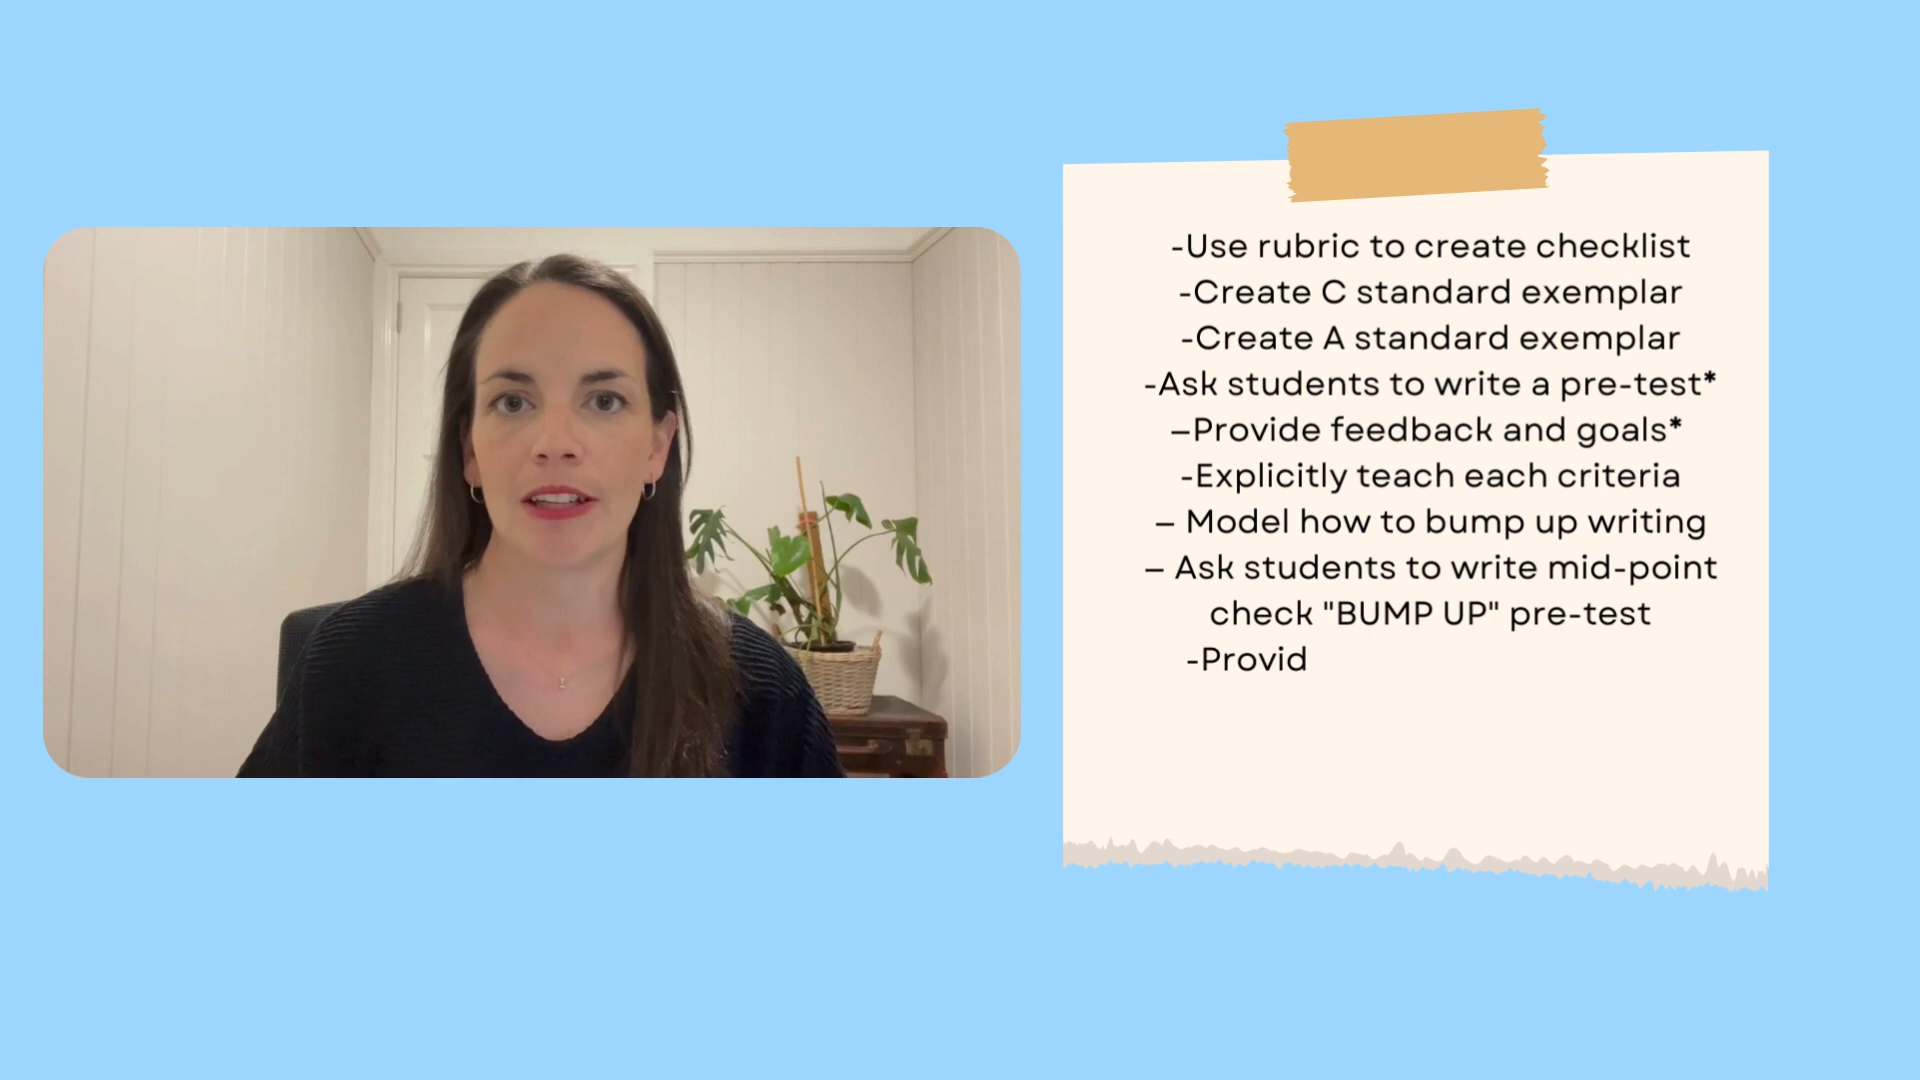 -Use rubric to create checklist
-Create C standard exemplar
-Create A standard exemplar
-Ask students to write a pre-test*
–Provide feedback and goals*
-Explicitly teach each criteria
– Model how to bump up writing
– Ask students to write mid-point
check "BUMP UP" pre-test
-Provid